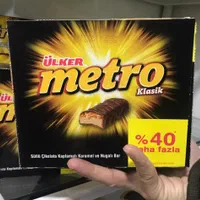 ÜLKER
metro
Klasik
%40
daha fazla
Sütlü Çikolata Kaplamalı Karamel ve Nugalı Bar